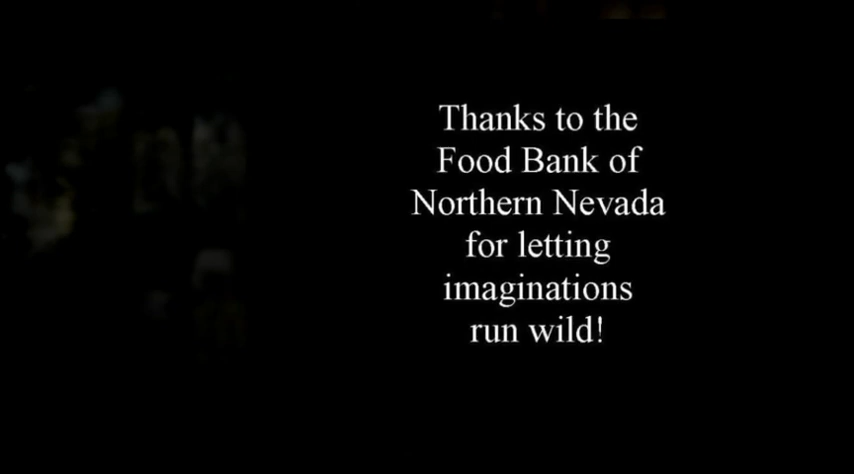 Thanks to the
Food Bank of
Northern Nevada
for letting
imaginations
run wild!